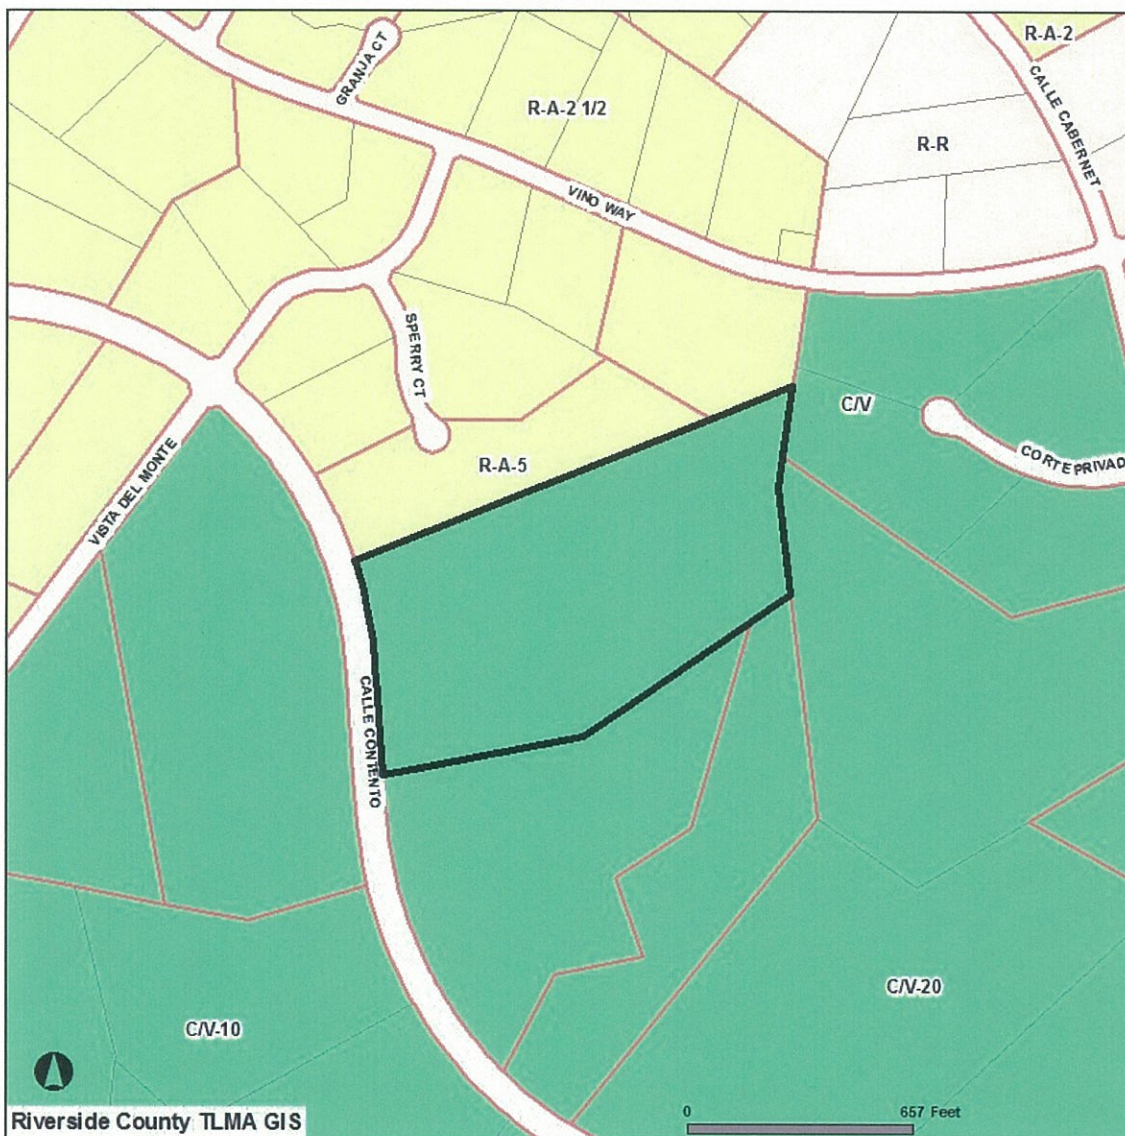 R-A-2
GRANJA CT
CALLE CABERNET
R-A-2 1/2
R-R
VINO WAY
SPERRY CT
C/V
VISTA DEL MONTE
R-A-5
CORTE PRIVAD
CALLE CONTENTO
C/V-20
C/V-10
Riverside County TLMA GIS
0 657 Feet